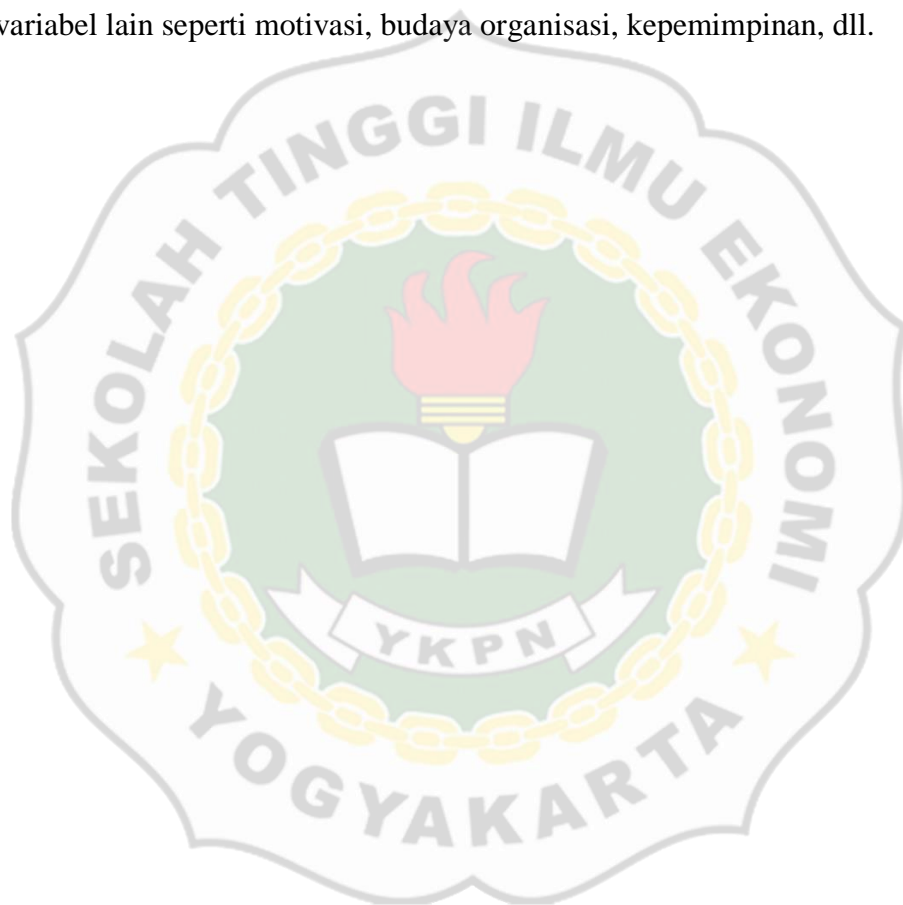 variabel lain seperti motivasi, budaya organisasi, kepemimpinan, dll.
SEKOLAH TINGGI ILMU EKONOMI
YKPN
YOGYAKARTA